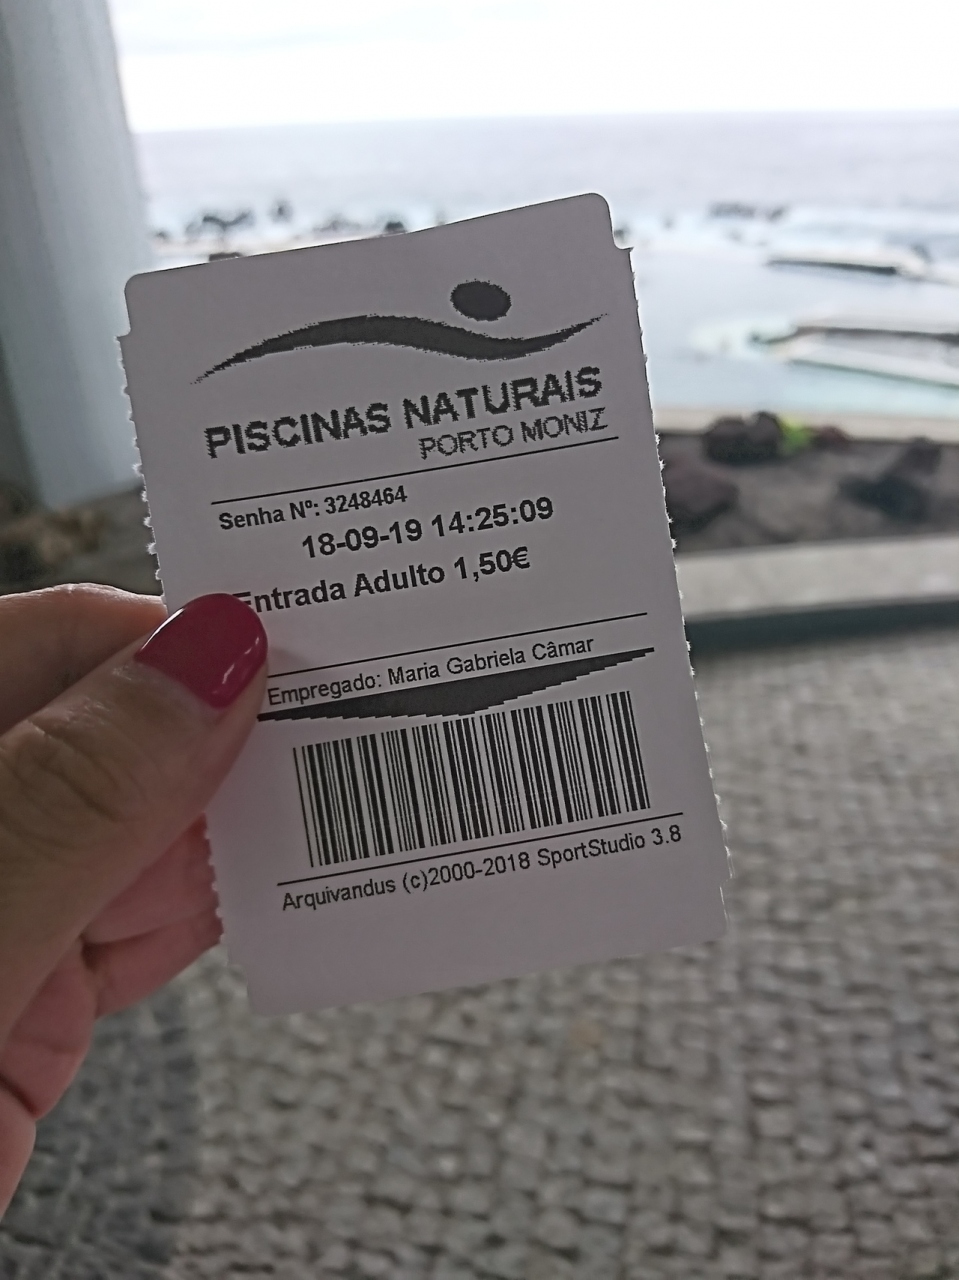 PISCINAS NATURAIS
PORTO MONIZ
Senha Nº: 3248464
18-09-19 14:25:09
Entrada Adulto 1,50€
Empregado: Maria Gabriela Câmar
Arquivandus (c)2000-2018 SportStudio 3.8